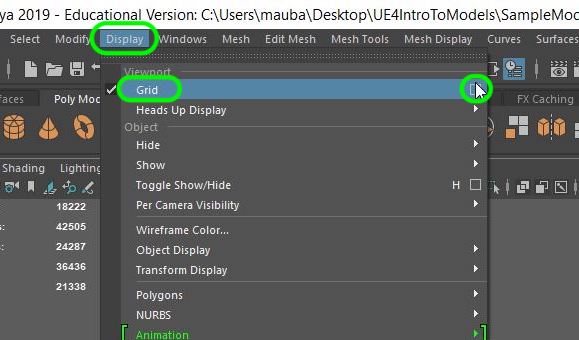 ya 2019 - Educational Version: C:\Users\mauba\Desktop\UE4IntroToModels\SampleMod
Select Modify Display Windows Mesh Edit Mesh Mesh Tools Mesh Display Curves Surfaces
Viewport
Grid
Heads Up Display
Object
Hide
Show
Toggle Show/Hide H
Per Camera Visibility
Wireframe Color...
Object Display
Transform Display
Polygons
NURBS
Animation
faces Poly Mod FX Caching
Shading Lighting
18222
42505
24287
36436
21338